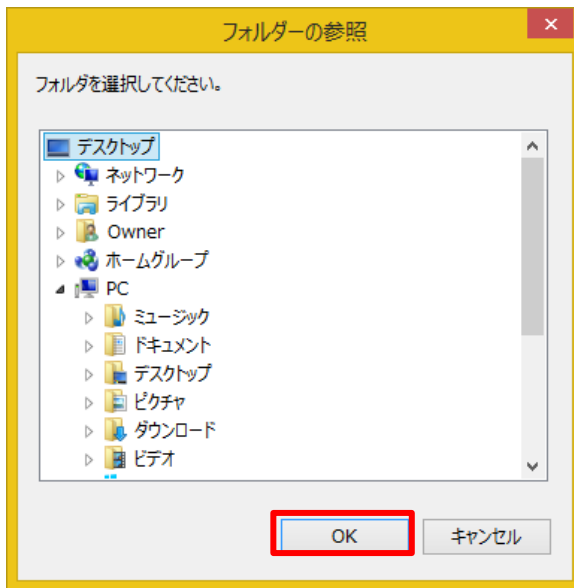 フォルダーの参照
フォルダを選択してください。
デスクトップ
ネットワーク
ライブラリ
Owner
ホームグループ
PC
ミュージック
ドキュメント
デスクトップ
ピクチャ
ダウンロード
ビデオ
OK
キャンセル